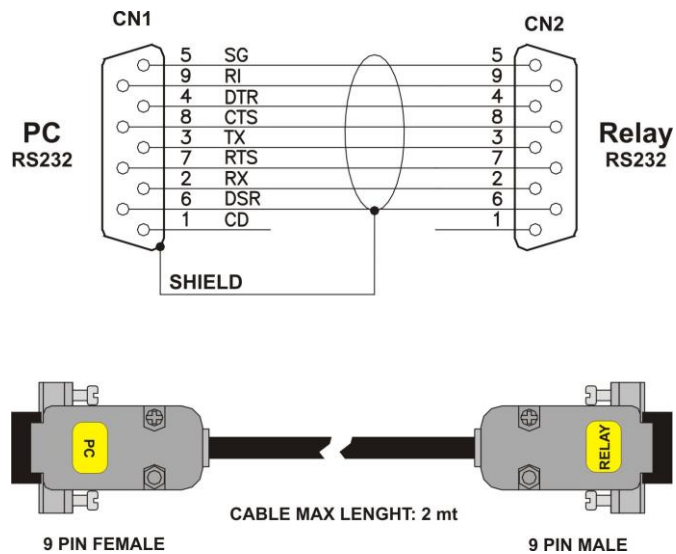 CN1
CN2
5 SG 5
9 RI 9
4 DTR 4
8 CTS 8
3 TX 3
7 RTS 7
2 RX 2
6 DSR 6
1 CD 1
PC
RS232
Relay
RS232
SHIELD
PC
RELAY
CABLE MAX LENGHT: 2 mt
9 PIN FEMALE
9 PIN MALE